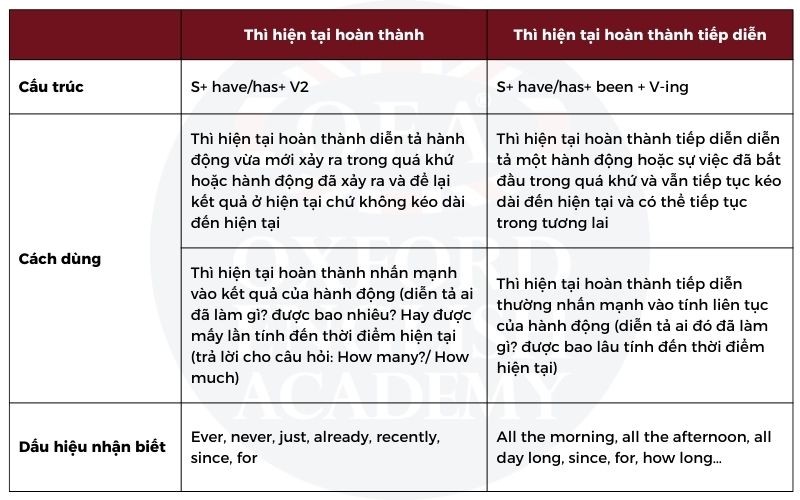 Thì hiện tại hoàn thành
Thì hiện tại hoàn thành tiếp diễn
Cấu trúc
S+ have/has+ V2
S+ have/has+ been + V-ing
Cách dùng
Thì hiện tại hoàn thành diễn tả hành
động vừa mới xảy ra trong quá khứ
hoặc hành động đã xảy ra và để lại
kết quả ở hiện tại chứ không kéo dài
đến hiện tại
Thì hiện tại hoàn thành tiếp diễn diễn
tả một hành động hoặc sự việc đã bắt
đầu trong quá khứ và vẫn tiếp tục kéo
dài đến hiện tại và có thể tiếp tục
trong tương lai
Thì hiện tại hoàn thành nhấn mạnh
vào kết quả của hành động (diễn tả ai
đã làm gì? được bao nhiêu? Hay được
mấy lần tính đến thời điểm hiện tại
(trả lời cho câu hỏi: How many?/ How
much)
Thì hiện tại hoàn thành tiếp diễn
thường nhấn mạnh vào tính liên tục
của hành động (diễn tả ai đó đã làm
gì? được bao lâu tính đến thời điểm
hiện tại)
Dấu hiệu nhận biết
Ever, never, just, already, recently,
since, for
All the morning, all the afternoon, all
day long, since, for, how long...
OEA
®
OXFORD
ENGLISH
ACADEMY